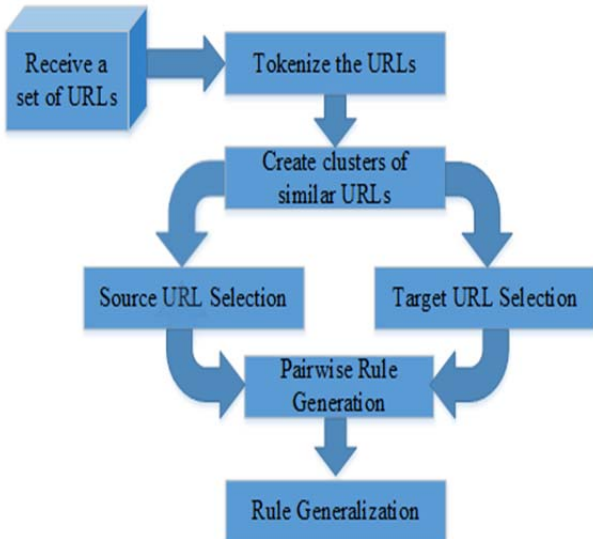 Receive a
set of URLs
Tokenize the URLs
Create clusters of
similar URLs
Source URL Selection
Target URL Selection
Pairwise Rule
Generation
Rule Generalization